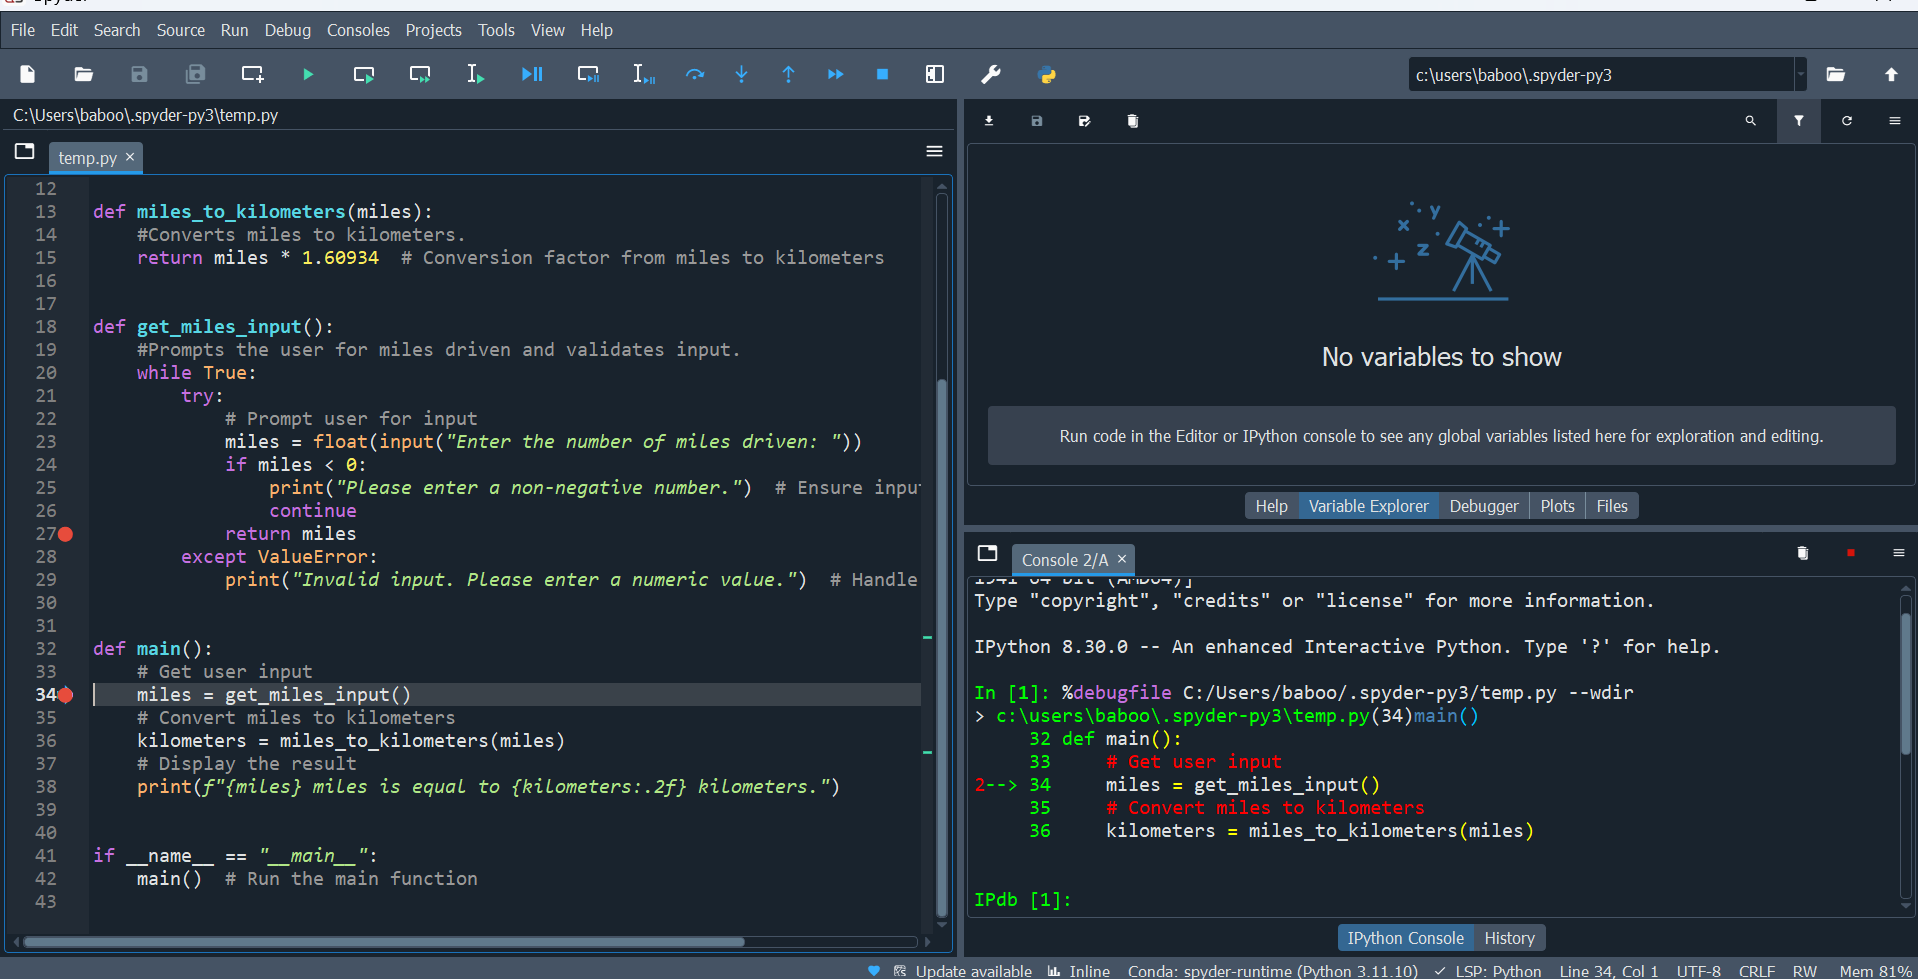 File Edit Search Source Run Debug Consoles Projects Tools View Help
c:\users\baboo\.spyder-py3
C:\Users\baboo\.spyder-py3\temp.py
temp.py
12
13 def miles_to_kilometers(miles):
14     #Converts miles to kilometers.
15     return miles * 1.60934  # Conversion factor from miles to kilometers
16
17
18 def get_miles_input():
19     #Prompts the user for miles driven and validates input.
20     while True:
21         try:
22             # Prompt user for input
23             miles = float(input("Enter the number of miles driven: "))
24             if miles < 0:
25                 print("Please enter a non-negative number.")  # Ensure inpu
26                 continue
27             return miles
28         except ValueError:
29             print("Invalid input. Please enter a numeric value.")  # Handle
30
31
32 def main():
33     # Get user input
34     miles = get_miles_input()
35     # Convert miles to kilometers
36     kilometers = miles_to_kilometers(miles)
37     # Display the result
38     print(f"{miles} miles is equal to {kilometers:.2f} kilometers.")
39
40
41 if __name__ == "__main__":
42     main()  # Run the main function
43
x y z
No variables to show
Run code in the Editor or IPython console to see any global variables listed here for exploration and editing.
Help Variable Explorer Debugger Plots Files
Console 2/A
Type "copyright", "credits" or "license" for more information.
IPython 8.30.0 -- An enhanced Interactive Python. Type '?' for help.
In [1]: %debugfile C:/Users/baboo/.spyder-py3/temp.py --wdir
> c:\users\baboo\.spyder-py3\temp.py(34)main()
     32 def main():
     33     # Get user input
2--> 34     miles = get_miles_input()
     35     # Convert miles to kilometers
     36     kilometers = miles_to_kilometers(miles)
IPdb [1]:
IPython Console History
Update available Inline Conda: spyder-runtime (Python 3.11.10) LSP: Python Line 34, Col 1 UTF-8 CRLF RW Mem 81%